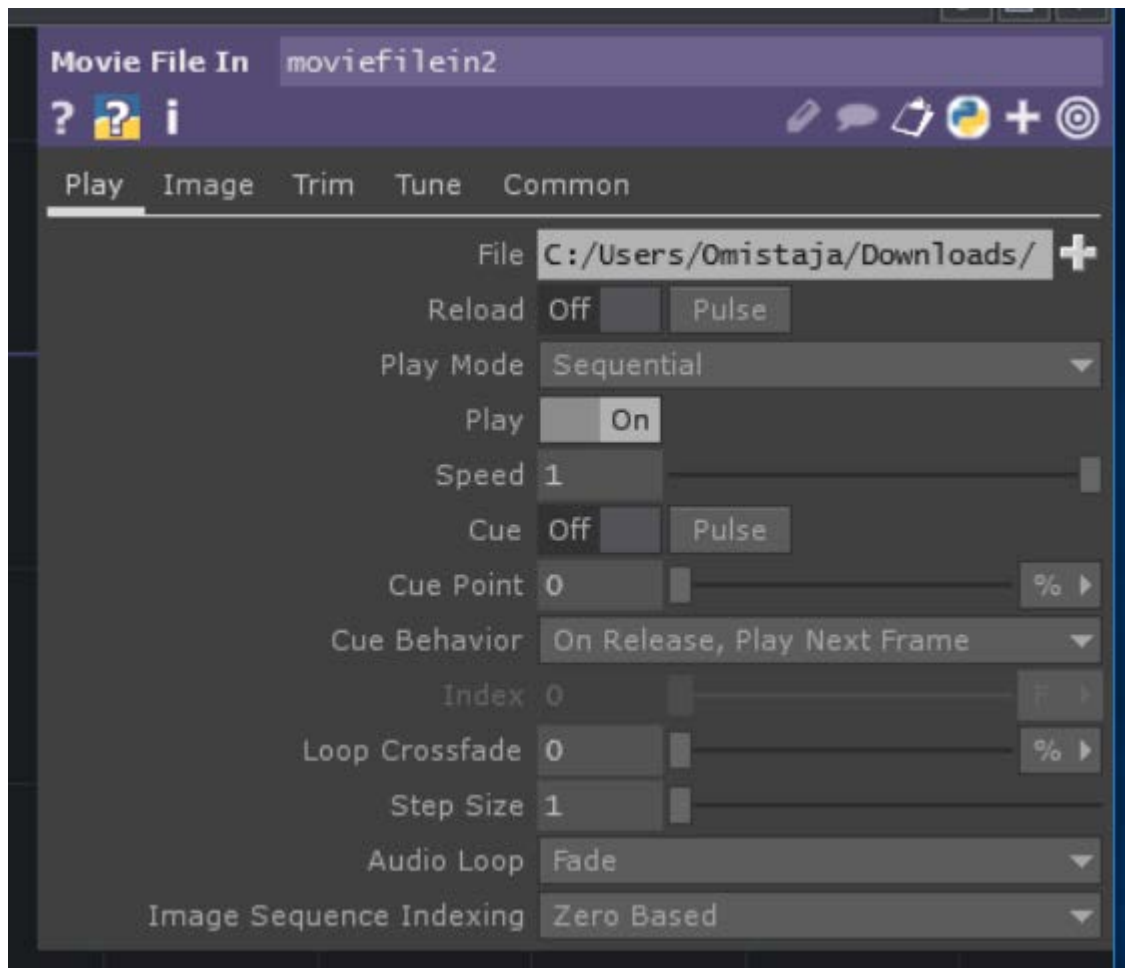 Movie File In moviefilein2
? ? i
Play Image Trim Tune Common
File C:/Users/Omistaja/Downloads/
Reload Off Pulse
Play Mode Sequential
Play On
Speed 1
Cue Off Pulse
Cue Point 0 %
Cue Behavior On Release, Play Next Frame
Index 0 F
Loop Crossfade 0 %
Step Size 1
Audio Loop Fade
Image Sequence Indexing Zero Based